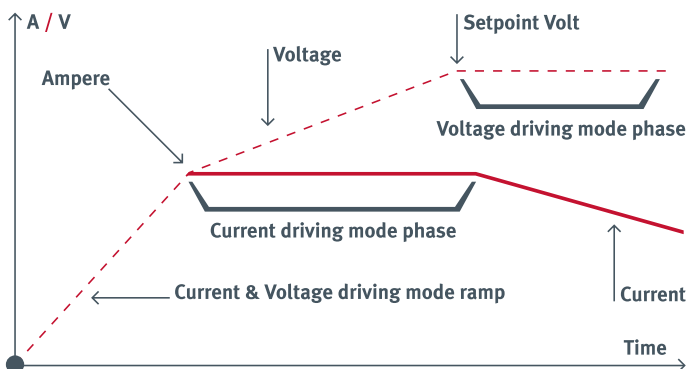 A / V
Setpoint Volt
Voltage
Ampere
Voltage driving mode phase
Current driving mode phase
Current & Voltage driving mode ramp
Current
Time